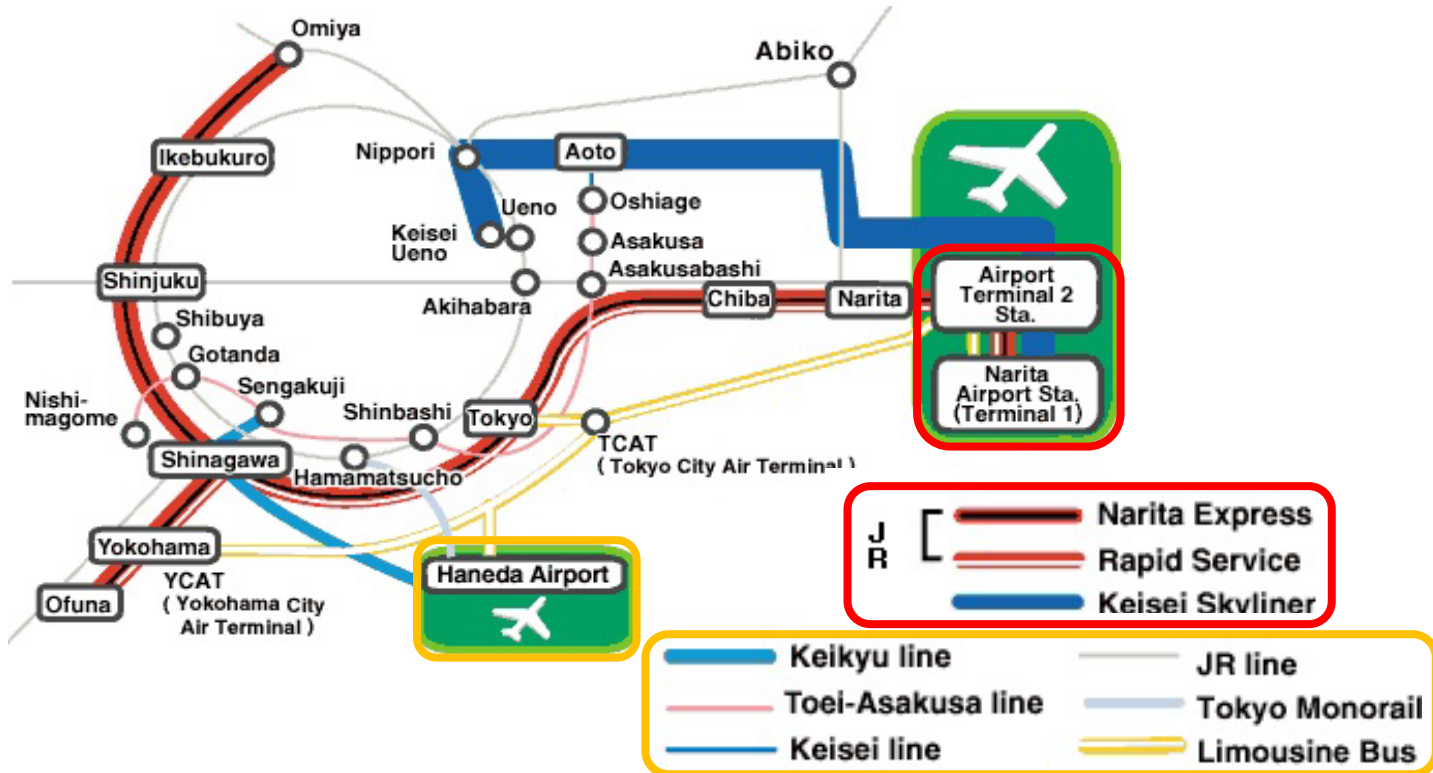 Omiya
Abiko
Ikebukuro
Nippori
Aoto
Oshiage
Ueno
Keisei
Ueno
Asakusa
Asakusabashi
Shinjuku
Akihabara
Chiba
Narita
Airport
Terminal 2
Sta.
Shibuya
Gotanda
Sengakuji
Nishi-
magome
Shinbashi
Tokyo
Narita
Airport Sta.
(Terminal 1)
TCAT
( Tokyo City Air Terminal )
Shinagawa
Hamamatsucho
Yokohama
YCAT
( Yokohama City
Air Terminal )
Ofuna
Haneda Airport
JR
Narita Express
Rapid Service
Keisei Skyliner
Keikyu line
JR line
Toei-Asakusa line
Tokyo Monorail
Keisei line
Limousine Bus